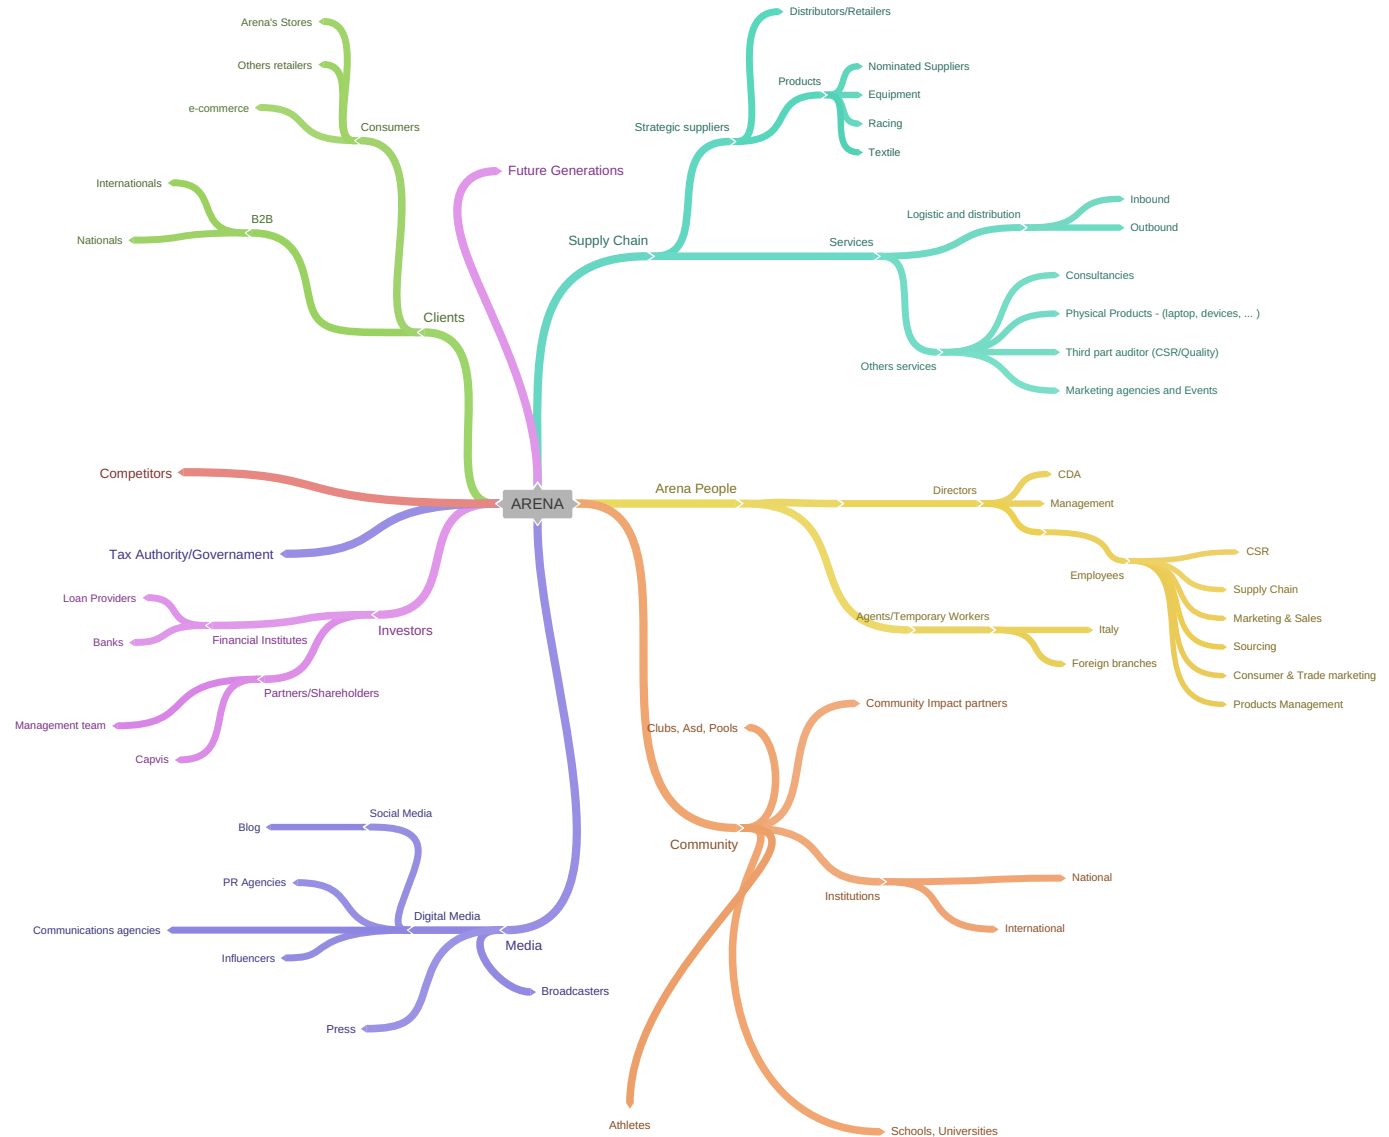 ARENA
Future Generations
Supply Chain
Strategic suppliers
Distributors/Retailers
Products
Nominated Suppliers
Equipment
Racing
Textile
Services
Logistic and distribution
Inbound
Outbound
Others services
Consultancies
Physical Products - (laptop, devices, ... )
Third part auditor (CSR/Quality)
Marketing agencies and Events
Arena People
Directors
CDA
Management
Employees
CSR
Supply Chain
Marketing & Sales
Sourcing
Consumer & Trade marketing
Products Management
Agents/Temporary Workers
Italy
Foreign branches
Community
Clubs, Asd, Pools
Community Impact partners
Institutions
National
International
Athletes
Schools, Universities
Media
Digital Media
Social Media
Blog
PR Agencies
Communications agencies
Influencers
Broadcasters
Press
Investors
Financial Institutes
Loan Providers
Banks
Partners/Shareholders
Management team
Capvis
Tax Authority/Governament
Competitors
Clients
Consumers
Arena's Stores
Others retailers
e-commerce
B2B
Internationals
Nationals